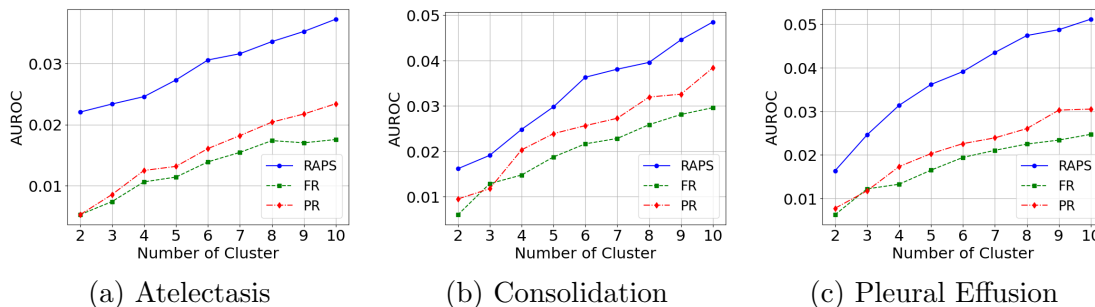 AUROC
0.03
0.02
0.01
2 3 4 5 6 7 8 9 10
Number of Cluster
RAPS
FR
PR
(a) Atelectasis
AUROC
0.05
0.04
0.03
0.02
0.01
2 3 4 5 6 7 8 9 10
Number of Cluster
RAPS
FR
PR
(b) Consolidation
AUROC
0.05
0.04
0.03
0.02
0.01
2 3 4 5 6 7 8 9 10
Number of Cluster
RAPS
FR
PR
(c) Pleural Effusion